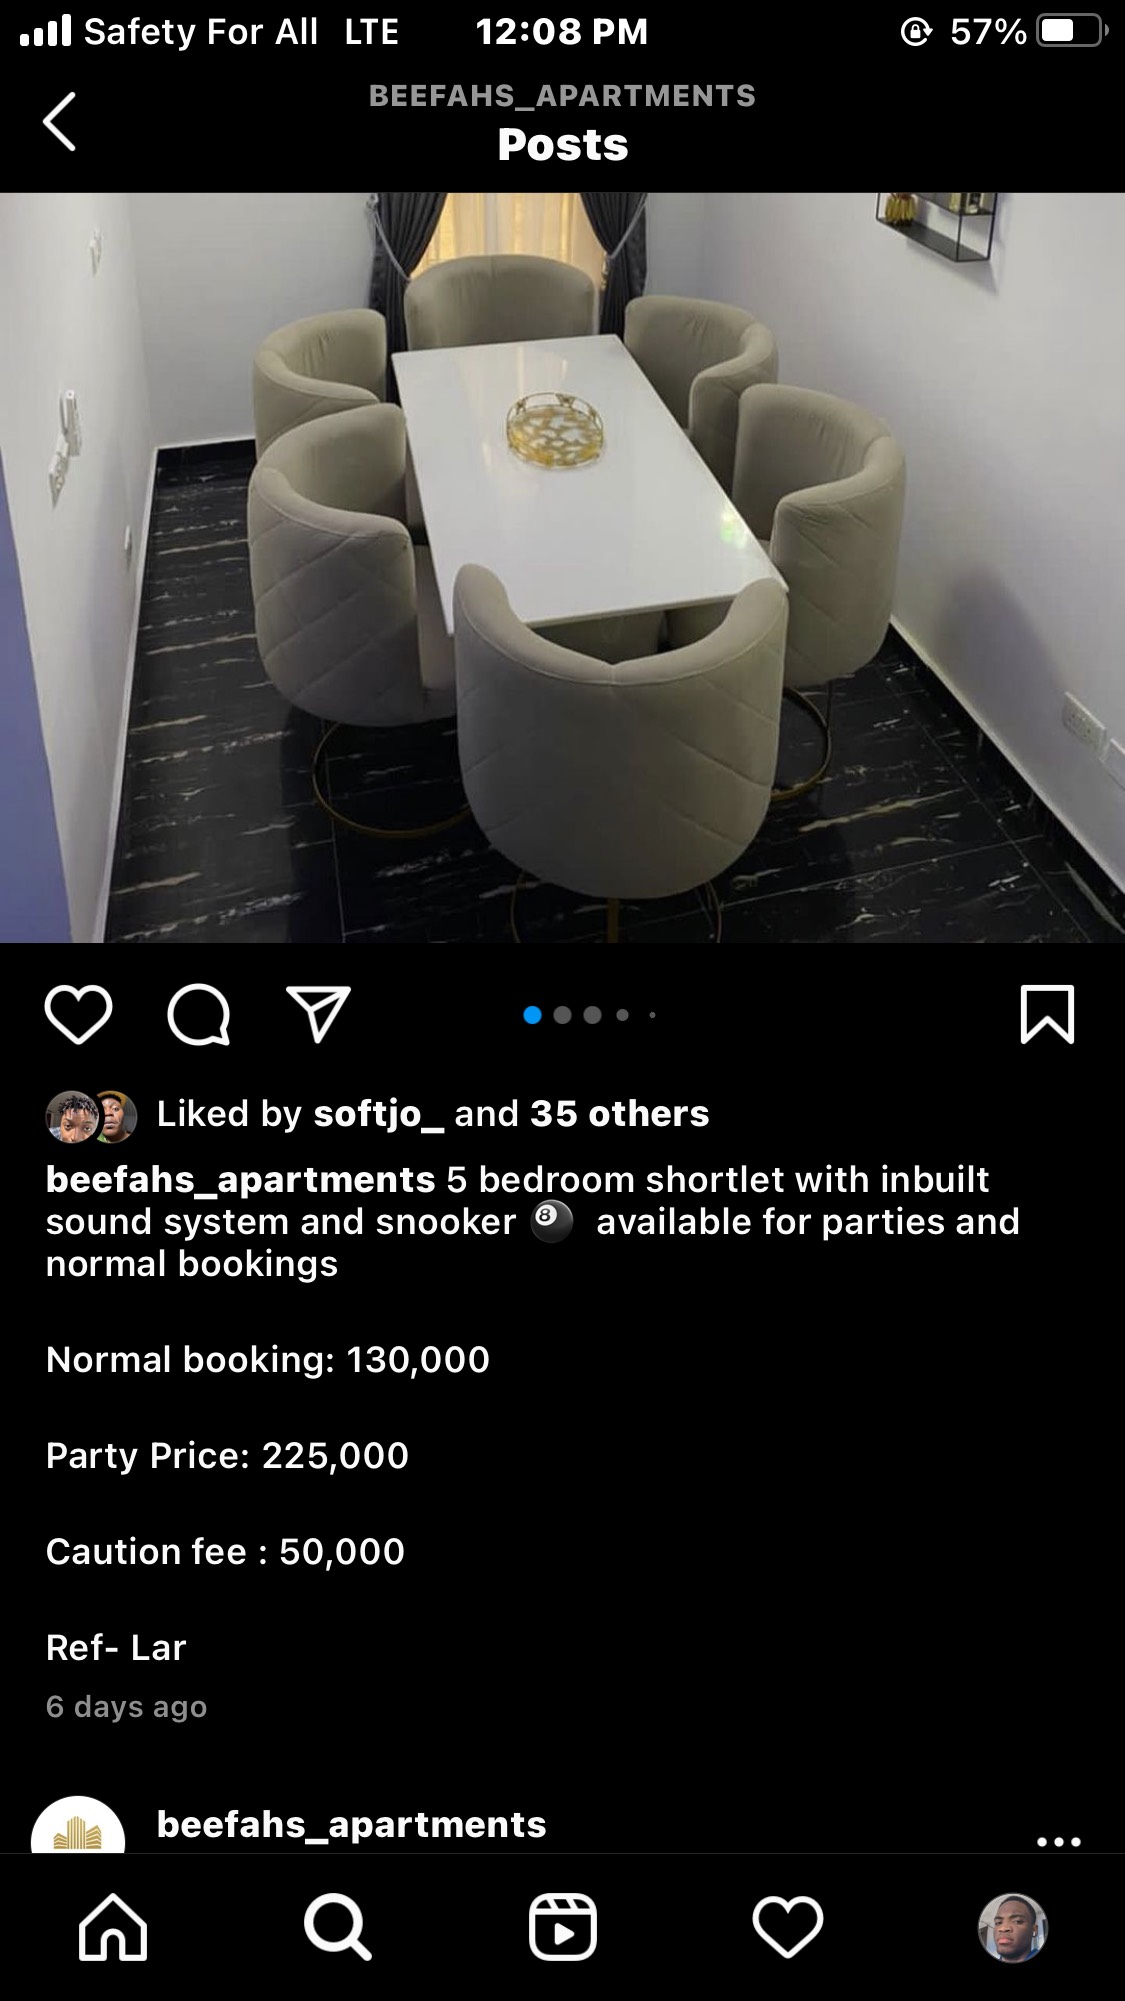 Safety For All LTE 12:08 PM 57%
BEEFAHS_APARTMENTS
Posts
Liked by softjo_ and 35 others
beefahs_apartments 5 bedroom shortlet with inbuilt
sound system and snooker 🎱 available for parties and
normal bookings
Normal booking: 130,000
Party Price: 225,000
Caution fee : 50,000
Ref- Lar
6 days ago
beefahs_apartments